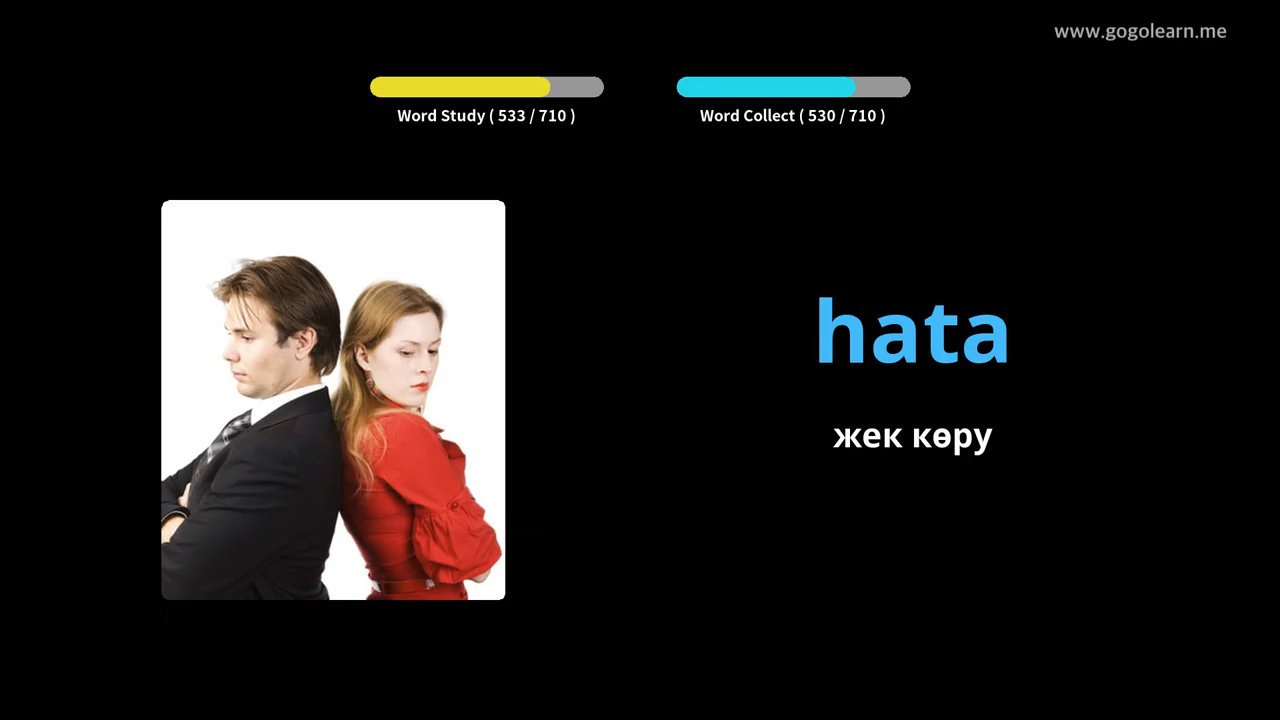 www.gogolearn.me
Word Study ( 533 / 710 )
Word Collect ( 530 / 710 )
hata
жек көру